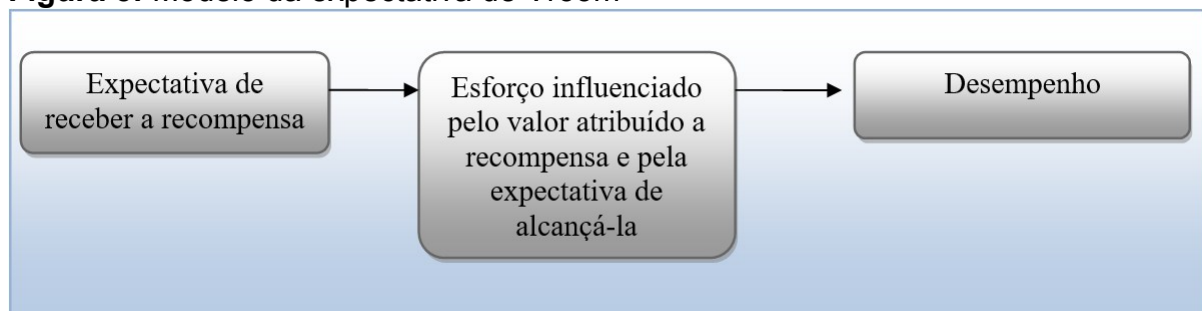 Expectativa de
receber a recompensa
Esforço influenciado
pelo valor atribuído a
recompensa e pela
expectativa de
alcançá-la
Desempenho